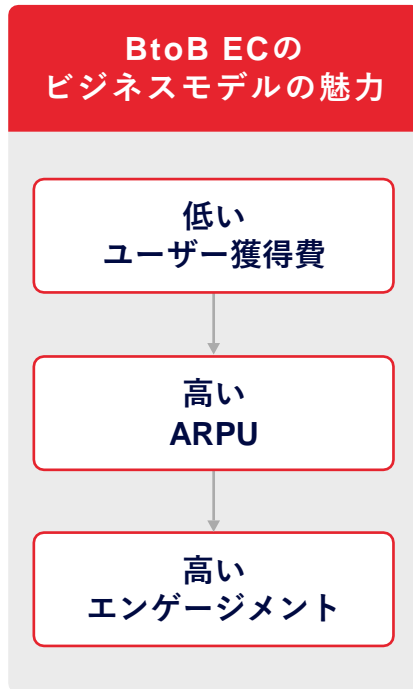 BtoB ECの
ビジネスモデルの魅力
低い
ユーザー獲得費
高い
ARPU
高い
エンゲージメント